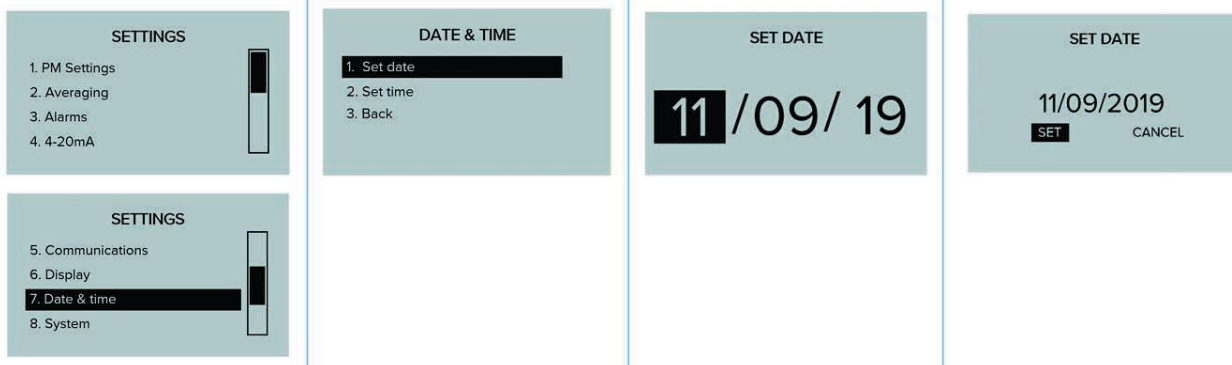 SETTINGS
1. PM Settings
2. Averaging
3. Alarms
4. 4-20mA
SETTINGS
5. Communications
6. Display
7. Date & time
8. System
DATE & TIME
1. Set date
2. Set time
3. Back
SET DATE
11/09/ 19
SET DATE
11/09/2019
SET CANCEL